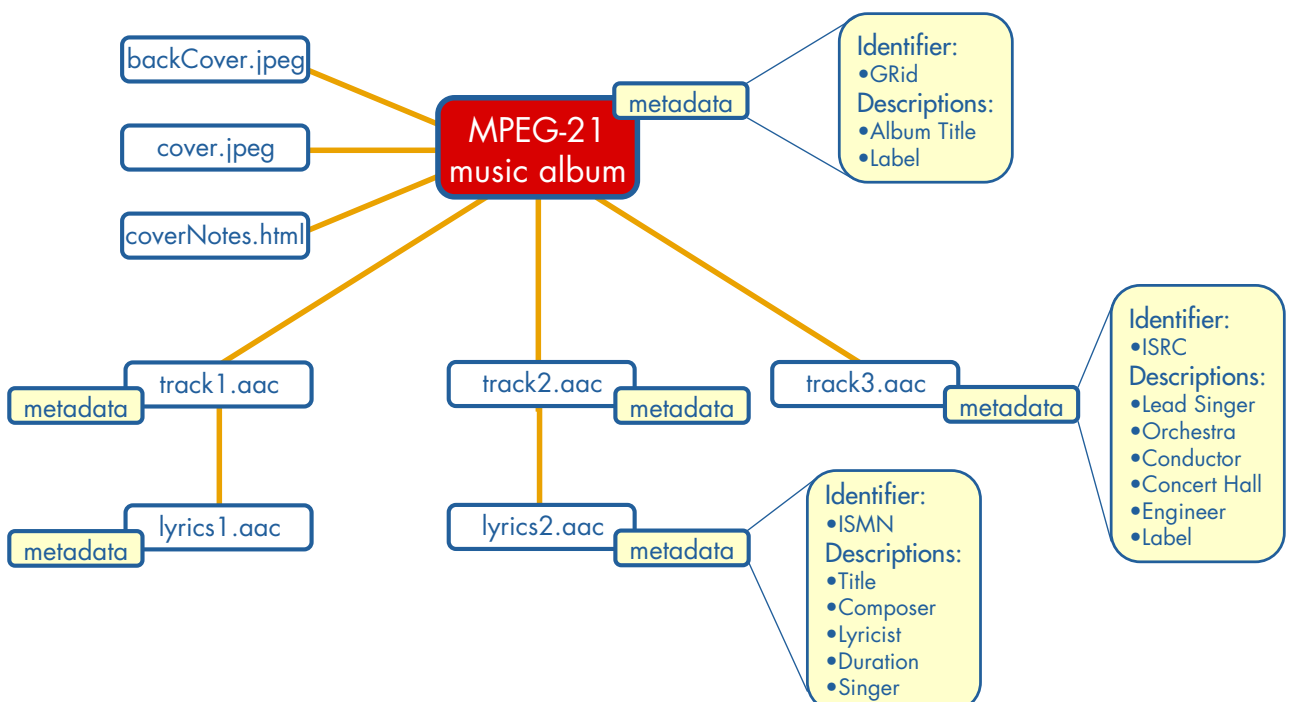 backCover.jpeg
cover.jpeg
coverNotes.html
MPEG-21
music album
metadata
Identifier:
•GRid
Descriptions:
•Album Title
•Label
track1.aac
metadata
lyrics1.aac
metadata
track2.aac
metadata
lyrics2.aac
metadata
Identifier:
•ISMN
Descriptions:
•Title
•Composer
•Lyricist
•Duration
•Singer
track3.aac
metadata
Identifier:
•ISRC
Descriptions:
•Lead Singer
•Orchestra
•Conductor
•Concert Hall
•Engineer
•Label